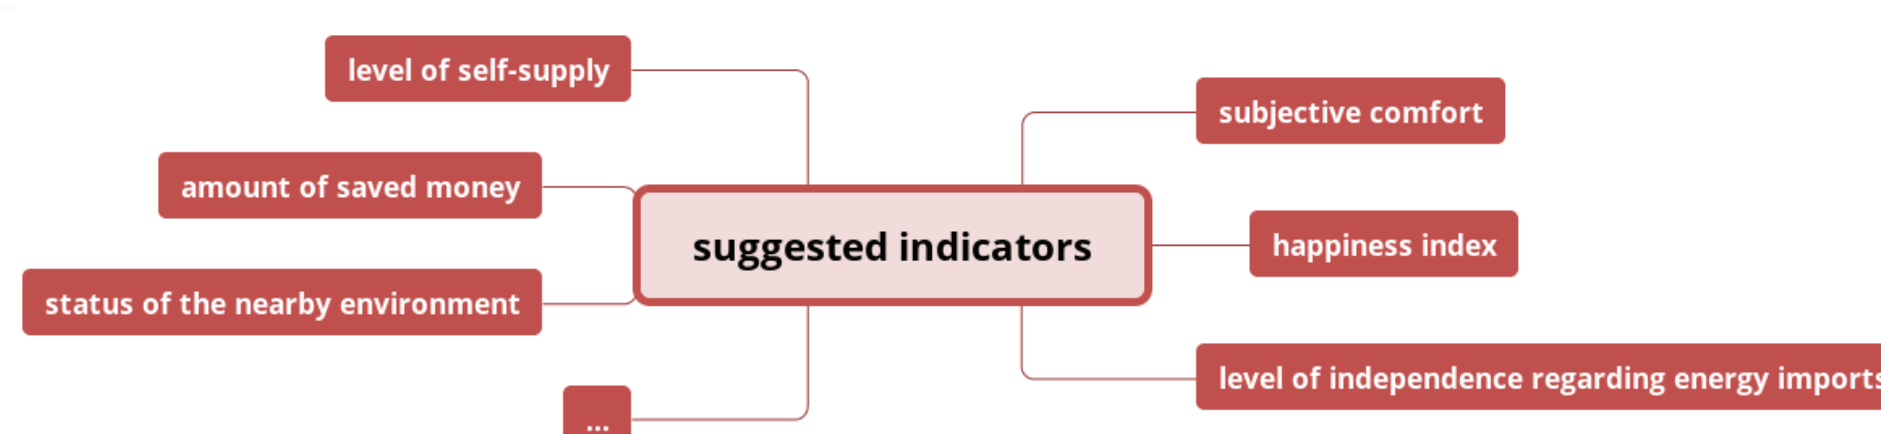 level of self-supply
subjective comfort
amount of saved money
suggested indicators
happiness index
status of the nearby environment
level of independence regarding energy imports
...